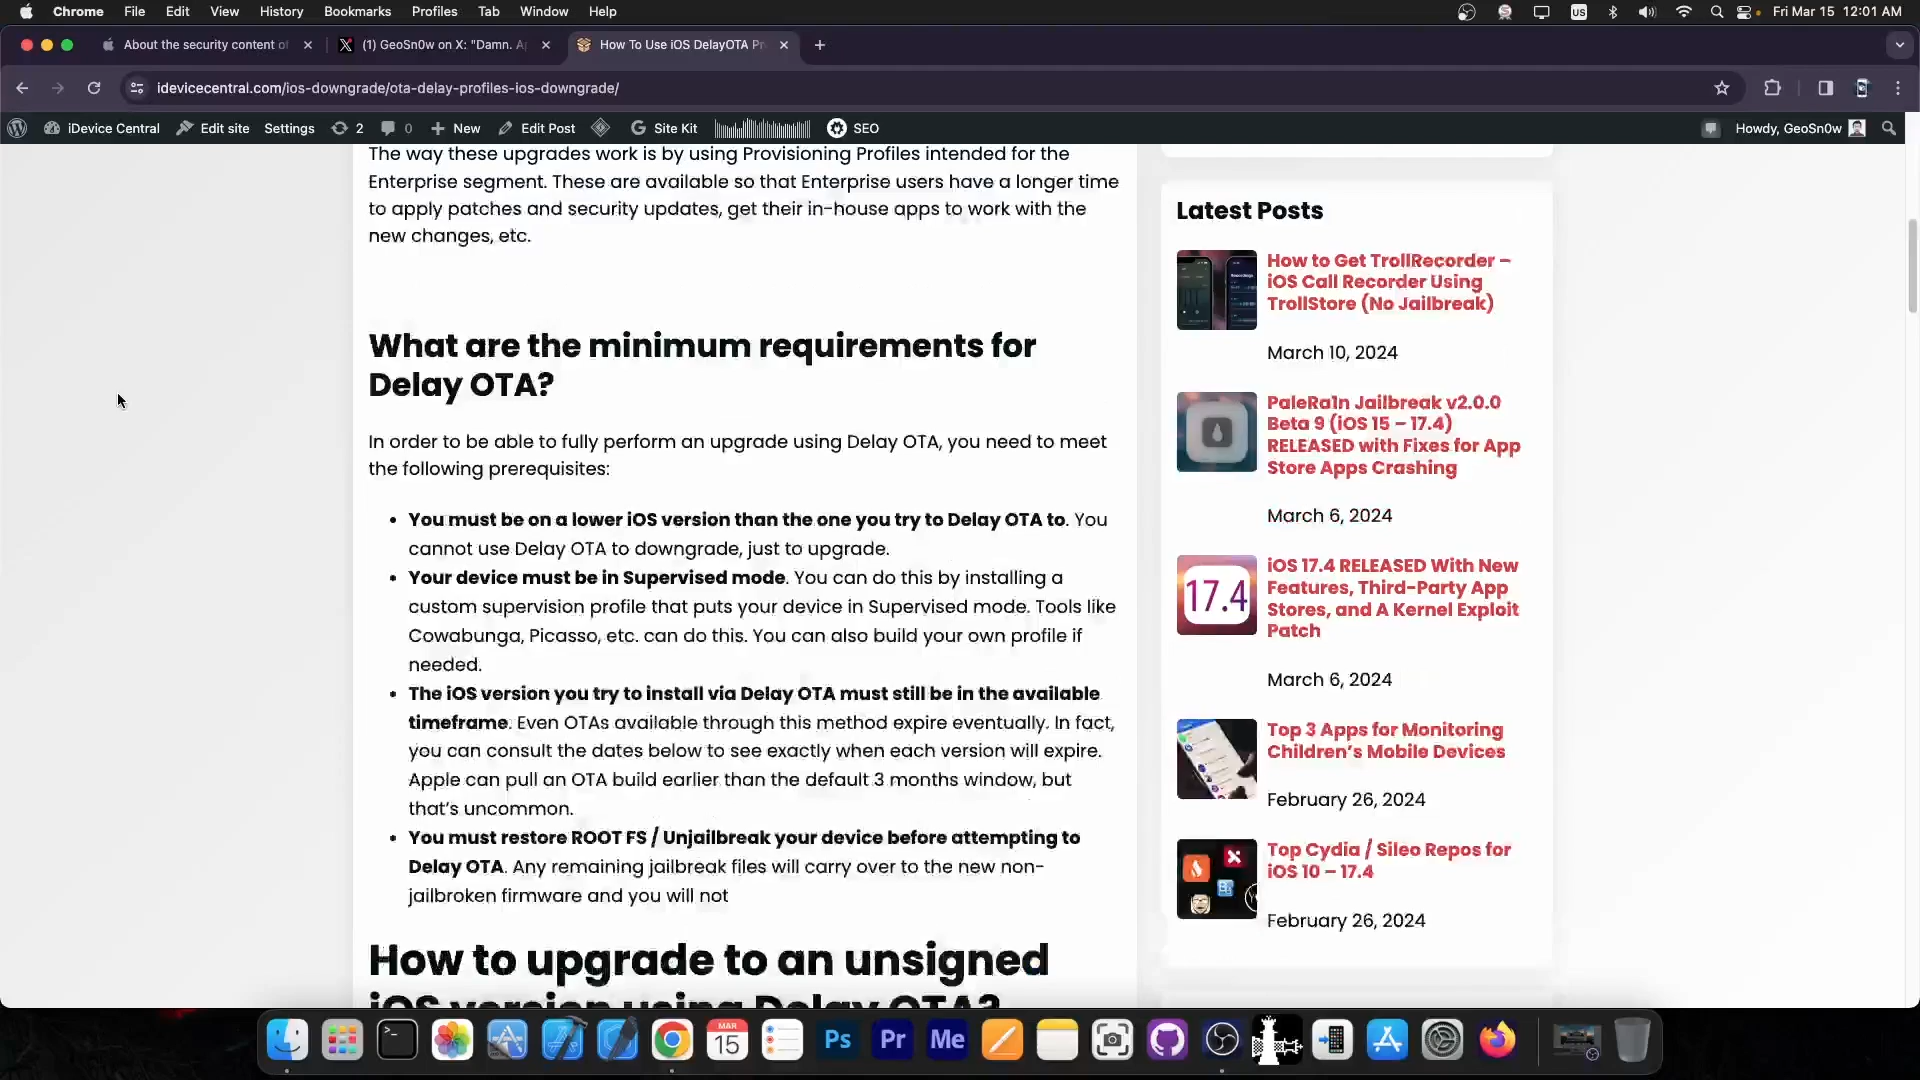 Chrome File Edit View History Bookmarks Profiles Tab Window Help US Fri Mar 15 12:01 AM
About the security content of
(1) GeoSn0w on X: "Damn. A
How To Use iOS DelayOTA Pr
idevicecentral.com/ios-downgrade/ota-delay-profiles-ios-downgrade/
iDevice Central Edit site Settings 2 0 New Edit Post Site Kit SEO Howdy, GeoSn0w
The way these upgrades work is by using Provisioning Profiles intended for the
Enterprise segment. These are available so that Enterprise users have a longer time
to apply patches and security updates, get their in-house apps to work with the
new changes, etc.
What are the minimum requirements for
Delay OTA?
In order to be able to fully perform an upgrade using Delay OTA, you need to meet
the following prerequisites:
• You must be on a lower iOS version than the one you try to Delay OTA to. You
cannot use Delay OTA to downgrade, just to upgrade.
• Your device must be in Supervised mode. You can do this by installing a
custom supervision profile that puts your device in Supervised mode. Tools like
Cowabunga, Picasso, etc. can do this. You can also build your own profile if
needed.
• The iOS version you try to install via Delay OTA must still be in the available
timeframe. Even OTAs available through this method expire eventually. In fact,
you can consult the dates below to see exactly when each version will expire.
Apple can pull an OTA build earlier than the default 3 months window, but
that's uncommon.
• You must restore ROOT FS / Unjailbreak your device before attempting to
Delay OTA. Any remaining jailbreak files will carry over to the new non-
jailbroken firmware and you will not
How to upgrade to an unsigned
iOS version using Delay OTA?
Latest Posts
How to Get TrollRecorder –
iOS Call Recorder Using
TrollStore (No Jailbreak)
March 10, 2024
PaleRa1n Jailbreak v2.0.0
Beta 9 (iOS 15 – 17.4)
RELEASED with Fixes for App
Store Apps Crashing
March 6, 2024
17.4
iOS 17.4 RELEASED With New
Features, Third-Party App
Stores, and A Kernel Exploit
Patch
March 6, 2024
Top 3 Apps for Monitoring
Children's Mobile Devices
February 26, 2024
Top Cydia / Sileo Repos for
iOS 10 – 17.4
February 26, 2024
MAR
15
Ps Pr Me